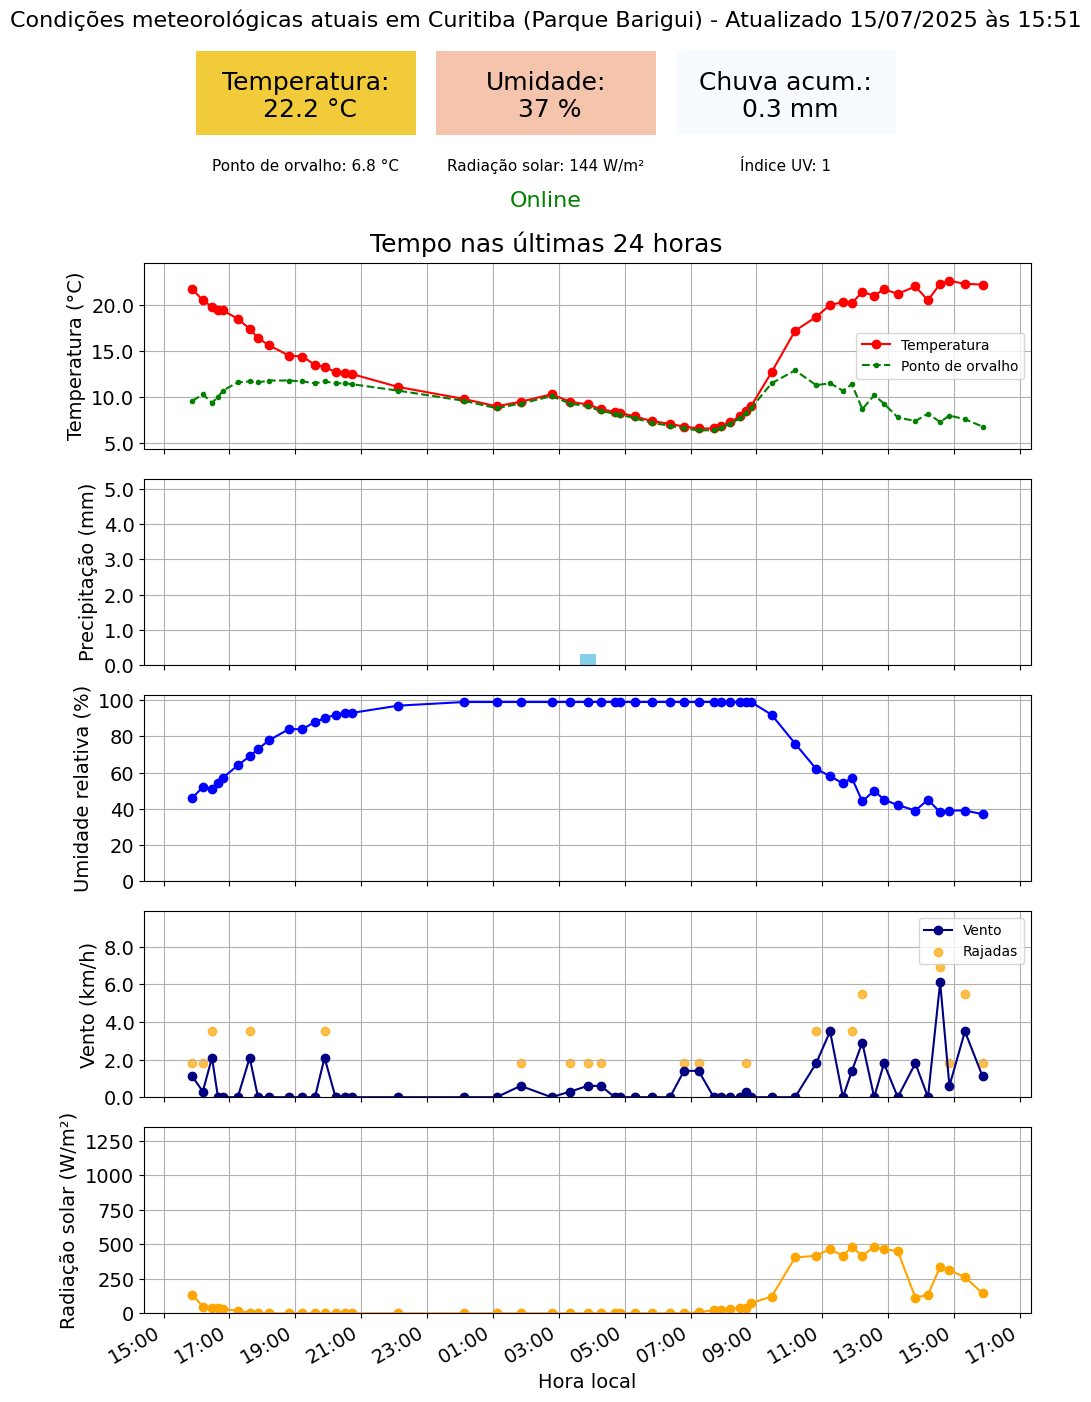 Condições meteorológicas atuais em Curitiba (Parque Barigui) - Atualizado 15/07/2025 às 15:51
Temperatura:
22.2 °C
Umidade:
37 %
Chuva acum.:
0.3 mm
Ponto de orvalho: 6.8 °C
Radiação solar: 144 W/m²
Índice UV: 1
Online
Tempo nas últimas 24 horas
Temperatura (°C)
20.0
15.0
10.0
5.0
Temperatura
Ponto de orvalho
Precipitação (mm)
5.0
4.0
3.0
2.0
1.0
0.0
Umidade relativa (%)
100
80
60
40
20
0
Vento (km/h)
8.0
6.0
4.0
2.0
0.0
Vento
Rajadas
Radiação solar (W/m²)
1250
1000
750
500
250
0
15:00
17:00
19:00
21:00
23:00
01:00
03:00
05:00
07:00
09:00
11:00
13:00
15:00
17:00
Hora local